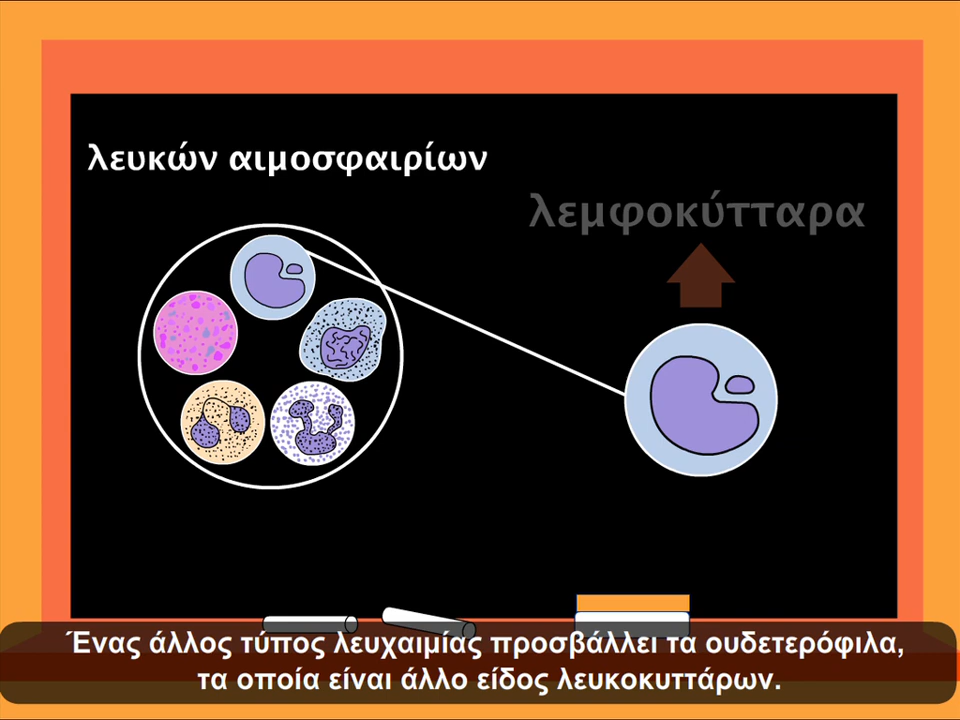 λευκών αιμοσφαιρίων
λεμφοκύτταρα
Ένας άλλος τύπος λευχαιμίας προσβάλλει τα ουδετερόφιλα,
τα οποία είναι άλλο είδος λευκοκυττάρων.